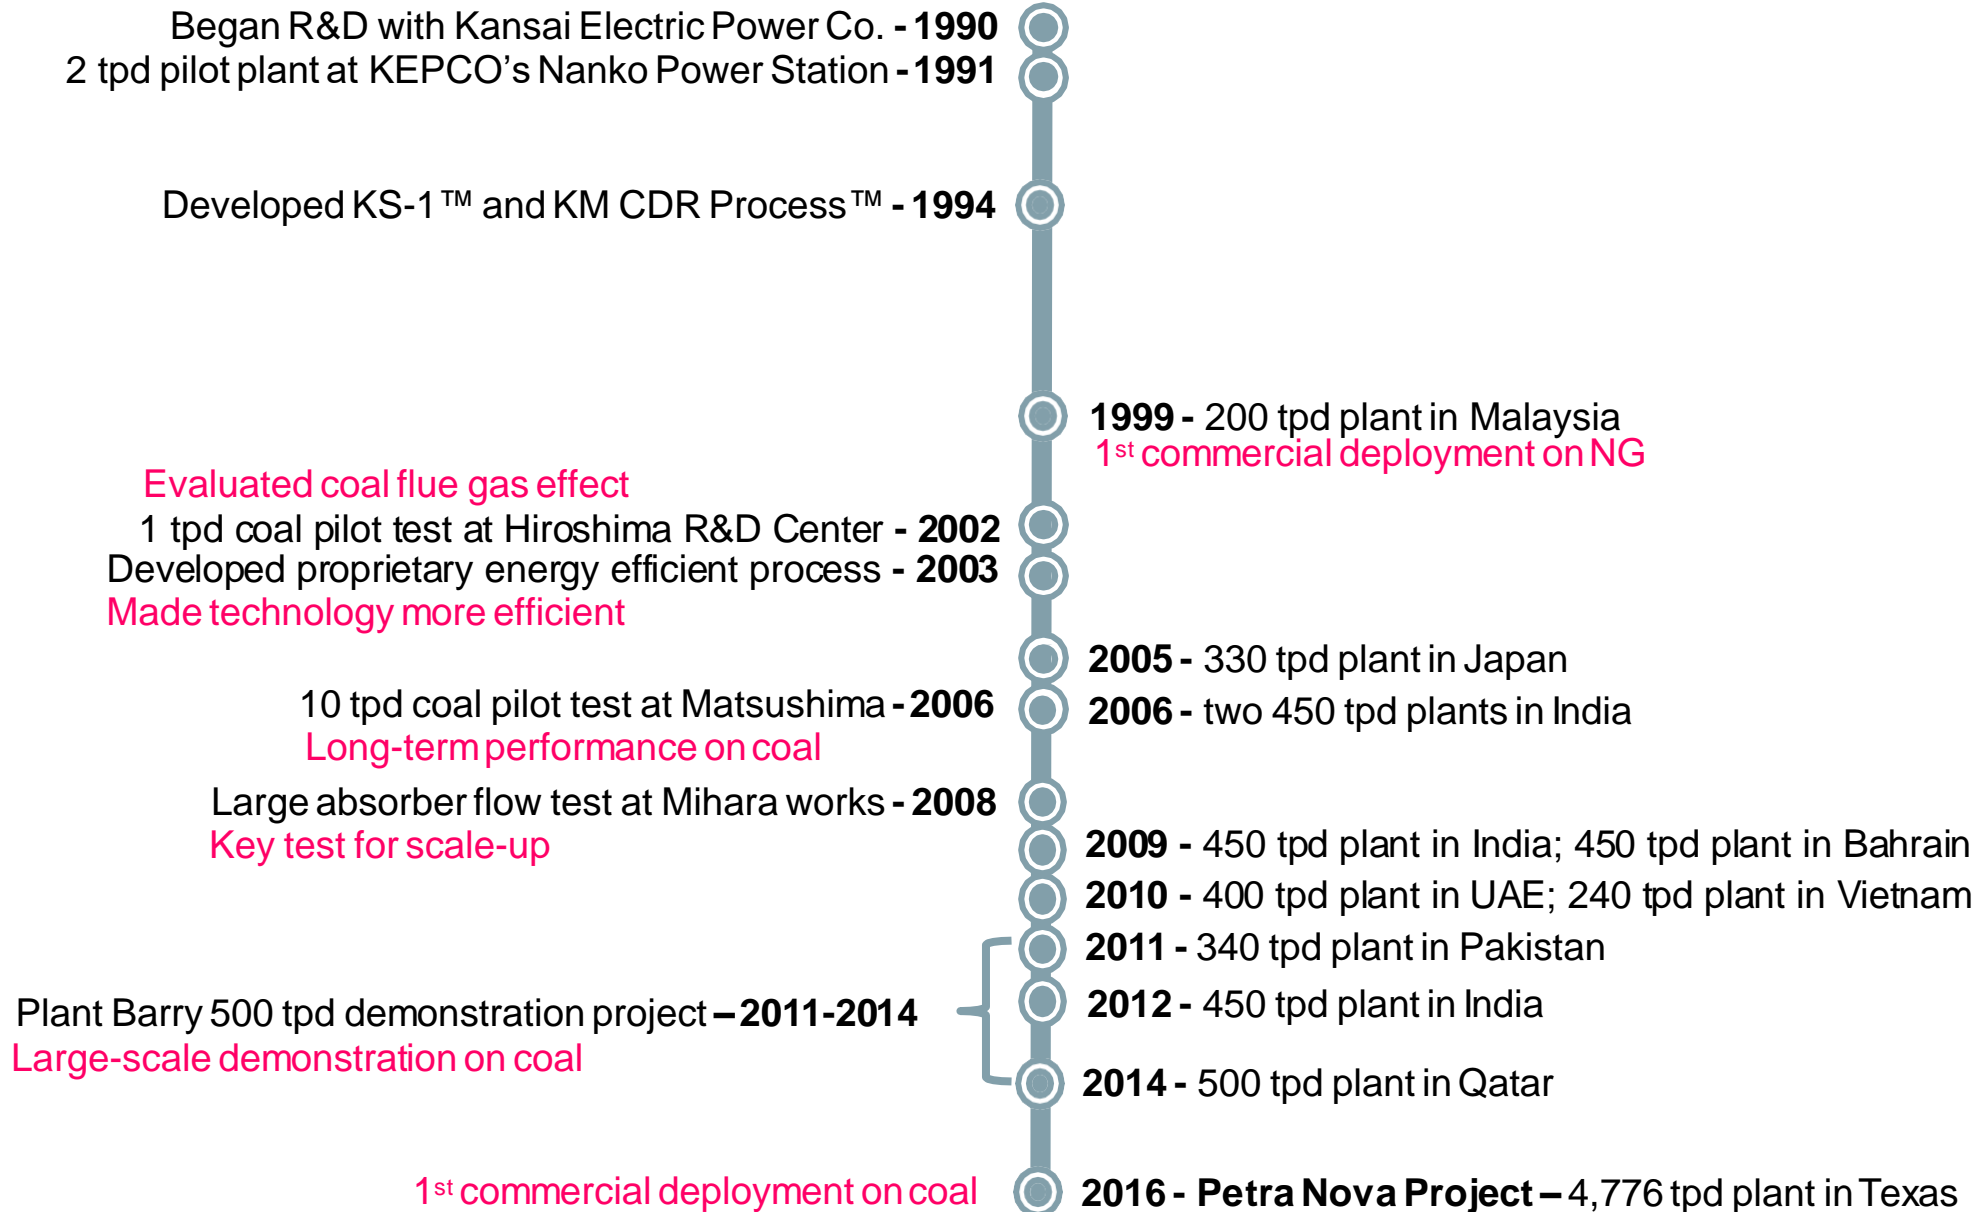 Began R&D with Kansai Electric Power Co. - 1990
2 tpd pilot plant at KEPCO’s Nanko Power Station - 1991
Developed KS-1™ and KM CDR Process™ - 1994
1999 - 200 tpd plant in Malaysia
1st commercial deployment on NG
Evaluated coal flue gas effect
1 tpd coal pilot test at Hiroshima R&D Center - 2002
Developed proprietary energy efficient process - 2003
Made technology more efficient
2005 - 330 tpd plant in Japan
10 tpd coal pilot test at Matsushima - 2006
2006 - two 450 tpd plants in India
Long-term performance on coal
Large absorber flow test at Mihara works - 2008
Key test for scale-up
2009 - 450 tpd plant in India; 450 tpd plant in Bahrain
2010 - 400 tpd plant in UAE; 240 tpd plant in Vietnam
2011 - 340 tpd plant in Pakistan
Plant Barry 500 tpd demonstration project – 2011-2014
2012 - 450 tpd plant in India
Large-scale demonstration on coal
2014 - 500 tpd plant in Qatar
1st commercial deployment on coal
2016 - Petra Nova Project – 4,776 tpd plant in Texas